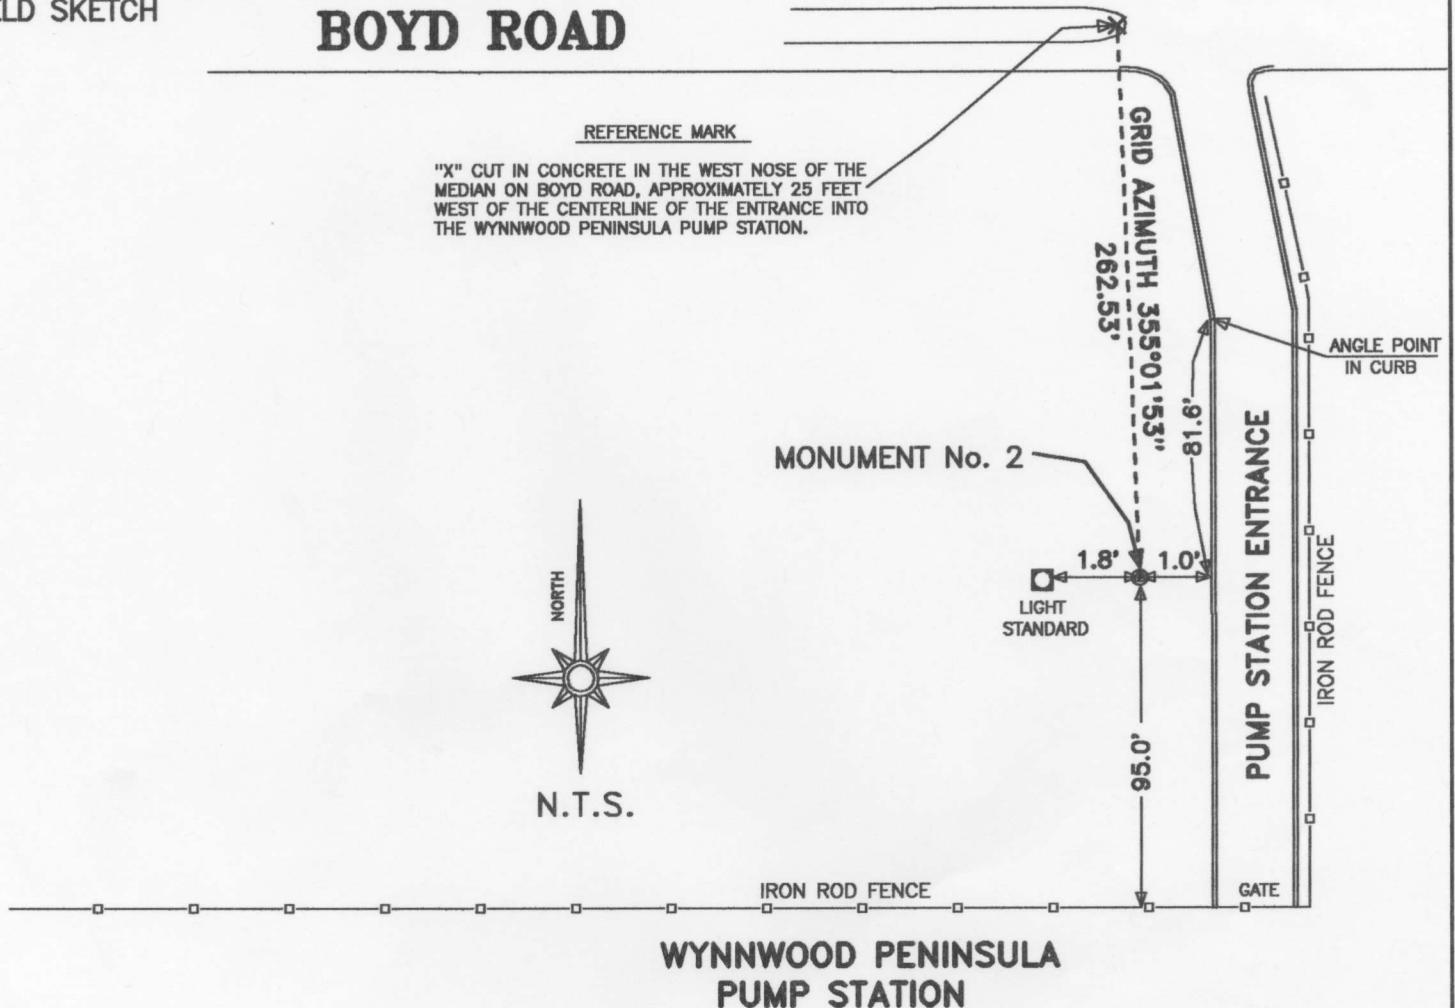 ELD SKETCH
BOYD ROAD
REFERENCE MARK
"X" CUT IN CONCRETE IN THE WEST NOSE OF THE
MEDIAN ON BOYD ROAD, APPROXIMATELY 25 FEET
WEST OF THE CENTERLINE OF THE ENTRANCE INTO
THE WYNNWOOD PENINSULA PUMP STATION.
GRID AZIMUTH 355°01'53"
262.53'
ANGLE POINT
IN CURB
81.6'
MONUMENT No. 2
1.8'
1.0'
LIGHT
STANDARD
PUMP STATION ENTRANCE
IRON ROD FENCE
NORTH
N.T.S.
95.0'
IRON ROD FENCE
GATE
WYNNWOOD PENINSULA
PUMP STATION